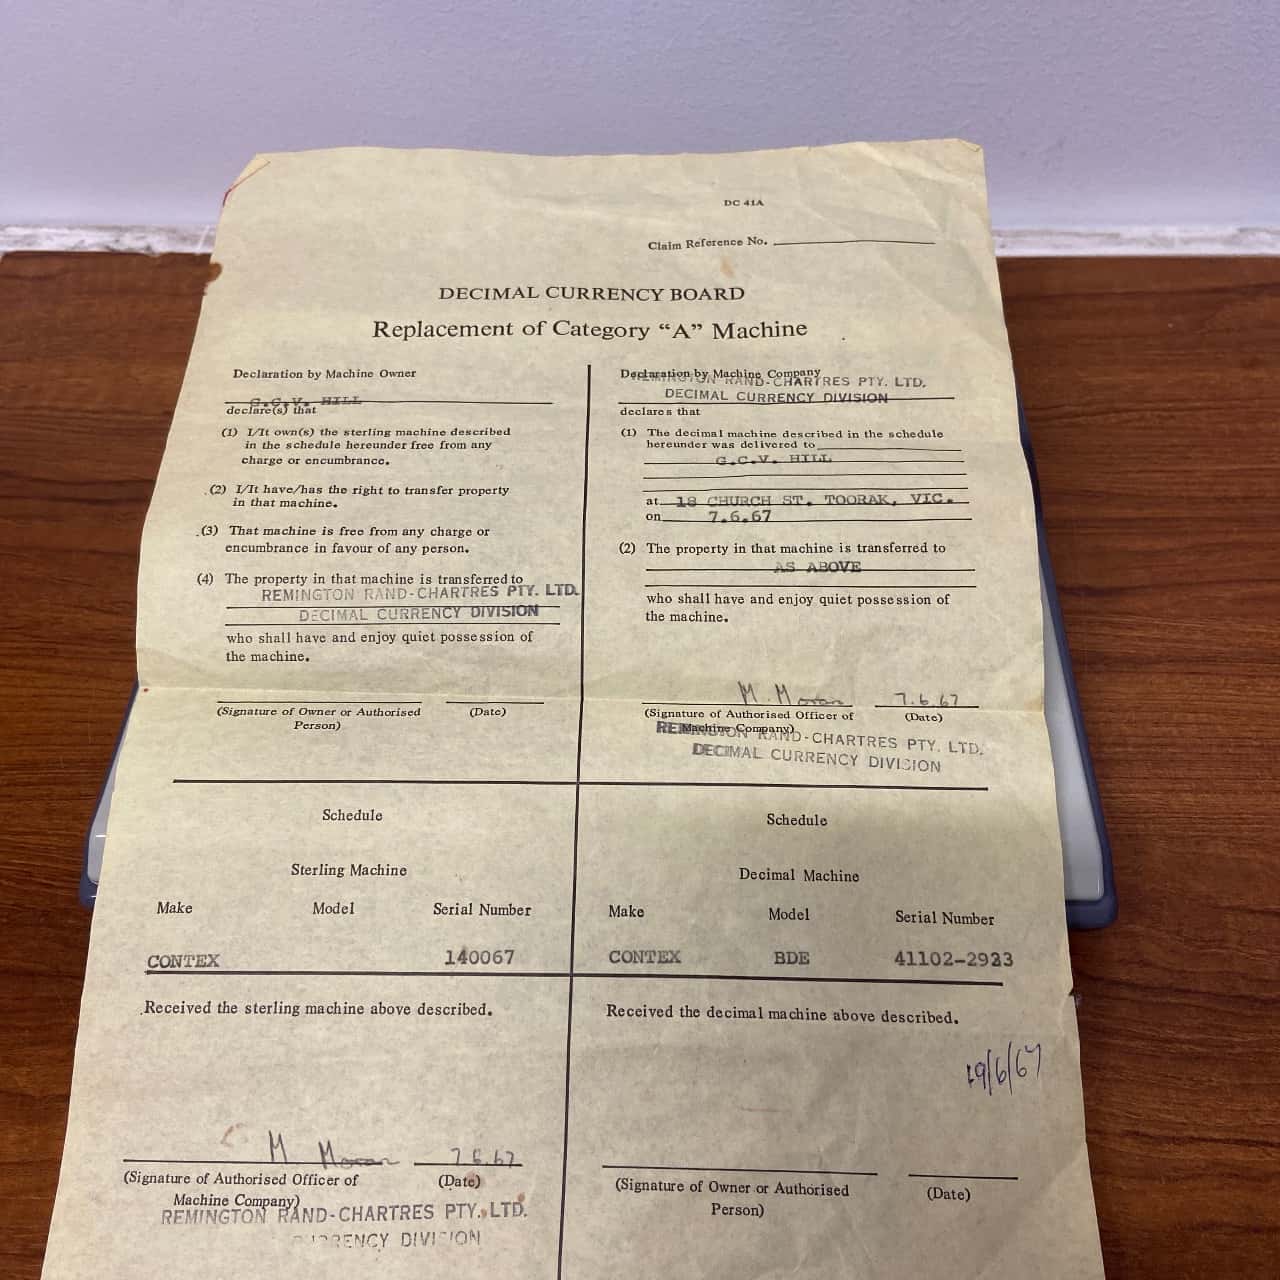 DC 41A
Claim Reference No.
DECIMAL CURRENCY BOARD
Replacement of Category “A” Machine
Declaration by Machine Owner
G.C.V. HILL
declare(s) that
(1) I/It own(s) the sterling machine described
in the schedule hereunder free from any
charge or encumbrance.
(2) I/It have/has the right to transfer property
in that machine.
(3) That machine is free from any charge or
encumbrance in favour of any person.
(4) The property in that machine is transferred to
REMINGTON RAND-CHARTRES PTY. LTD.
DECIMAL CURRENCY DIVISION
who shall have and enjoy quiet possession of
the machine.
(Signature of Owner or Authorised
Person)
(Date)
Declaration by Machine Company
REMINGTON RAND-CHARTRES PTY. LTD.
DECIMAL CURRENCY DIVISION
declares that
(1) The decimal machine described in the schedule
hereunder was delivered to
G.C.V. HILL
at 18 CHURCH ST. TOORAK, VIC.
on 7.6.67
(2) The property in that machine is transferred to
AS ABOVE
who shall have and enjoy quiet possession of
the machine.
M. Moran 7.6.67
(Signature of Authorised Officer of
Machine Company)
(Date)
REMINGTON RAND-CHARTRES PTY. LTD.
DECIMAL CURRENCY DIVISION
Schedule
Sterling Machine
Make Model Serial Number
CONTEX 140067
Schedule
Decimal Machine
Make Model Serial Number
CONTEX BDE 41102-2923
Received the sterling machine above described.
M Moran 7.6.67
(Signature of Authorised Officer of
Machine Company)
(Date)
REMINGTON RAND-CHARTRES PTY. LTD.
CURRENCY DIVISION
Received the decimal machine above described.
19/6/67
(Signature of Owner or Authorised
Person)
(Date)